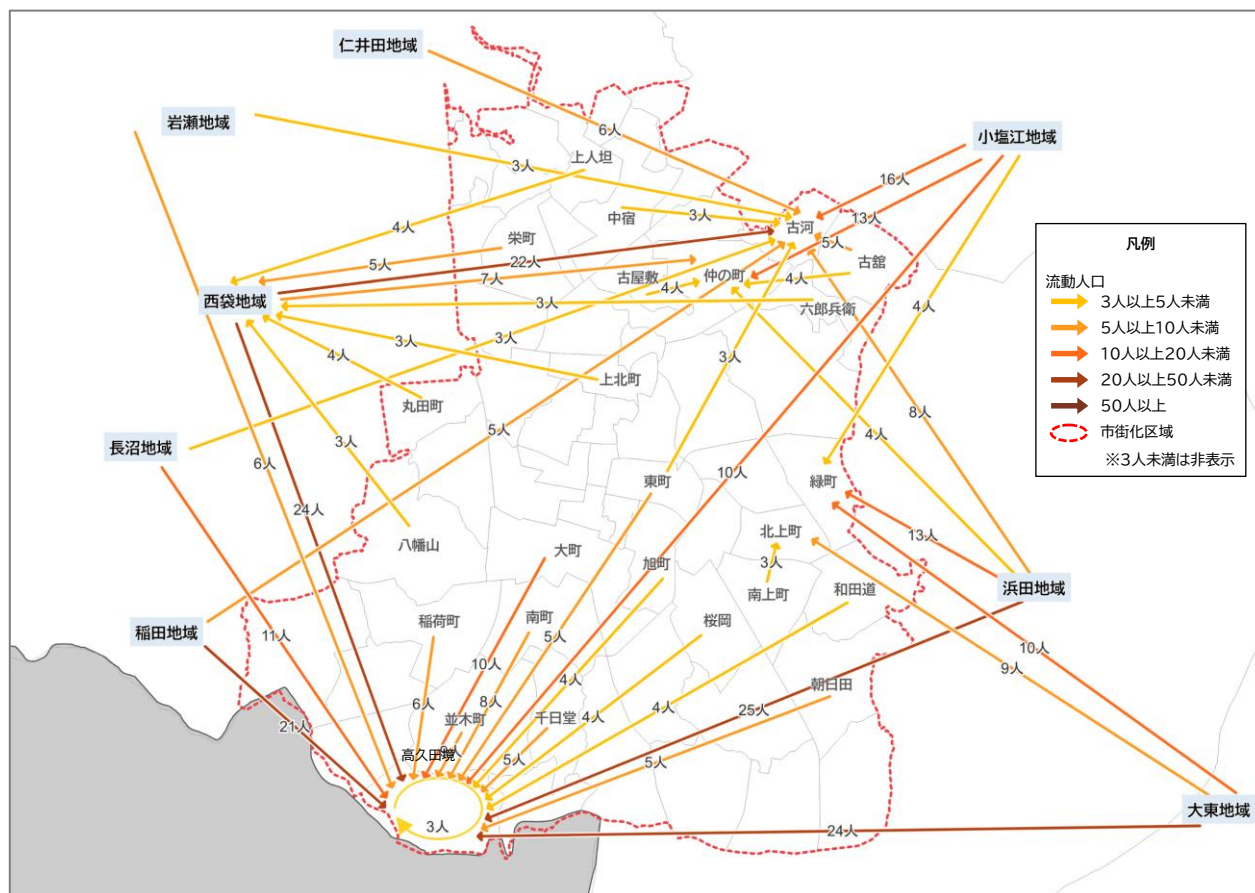 仁井田地域
岩瀬地域
小塩江地域
6人
上人坦
3人
16人
13人
中宿
3人
古河
4人
栄町
5人
古舘
5人
22人
7人
古屋敷
仲の町
4人
4人
西袋地域
3人
六郎兵衛
4人
3人
3人
3人
4人
上北町
丸田町
8人
5人
4人
3人
長沼地域
6人
10人
東町
緑町
24人
北上町
13人
八幡山
大町
旭町
3人
南上町
和田道
浜田地域
稲田地域
11人
稲荷町
南町
桜岡
5人
10人
10人
9人
4人
朝日田
6人
8人
21人
並木町
千日堂
4人
4人
25人
高久田境
5人
5人
3人
24人
大東地域
凡例
流動人口
3人以上5人未満
5人以上10人未満
10人以上20人未満
20人以上50人未満
50人以上
市街化区域
※3人未満は非表示